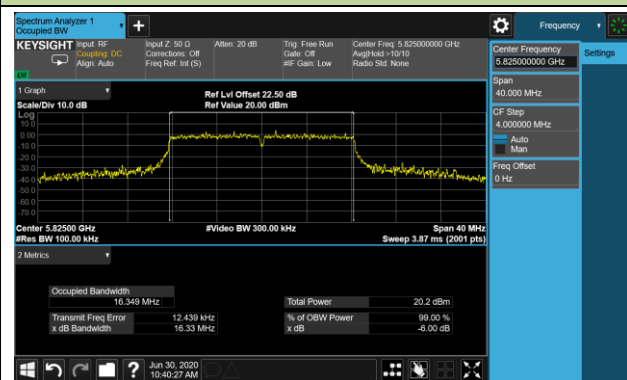 Spectrum Analyzer 1
Occupied BW
Frequency
KEYSIGHT Input: RF Input Z: 50 Ω Atten: 20 dB Trig: Free Run Center Freq: 5.825000000 GHz
Coupling: DC Corrections: Off Gate: Off Avg|Hold:>10/10
Align: Auto Freq Ref: Int (S) #IF Gain: Low Radio Std: None
Center Frequency
5.825000000 GHz
Settings
Span
40.000 MHz
CF Step
4.000000 MHz
Auto
Man
Freq Offset
0 Hz
1 Graph
Scale/Div 10.0 dB
Ref Lvl Offset 22.50 dB
Ref Value 20.00 dBm
Log
10.0
0.00
-10.0
-20.0
-30.0
-40.0
-50.0
-60.0
-70.0
Center 5.82500 GHz #Video BW 300.00 kHz Span 40 MHz
#Res BW 100.00 kHz Sweep 3.87 ms (2001 pts)
2 Metrics
Occupied Bandwidth
16.349 MHz Total Power 20.2 dBm
Transmit Freq Error 12.439 kHz % of OBW Power 99.00 %
x dB Bandwidth 16.33 MHz x dB -6.00 dB
Jun 30, 2020
10:40:27 AM